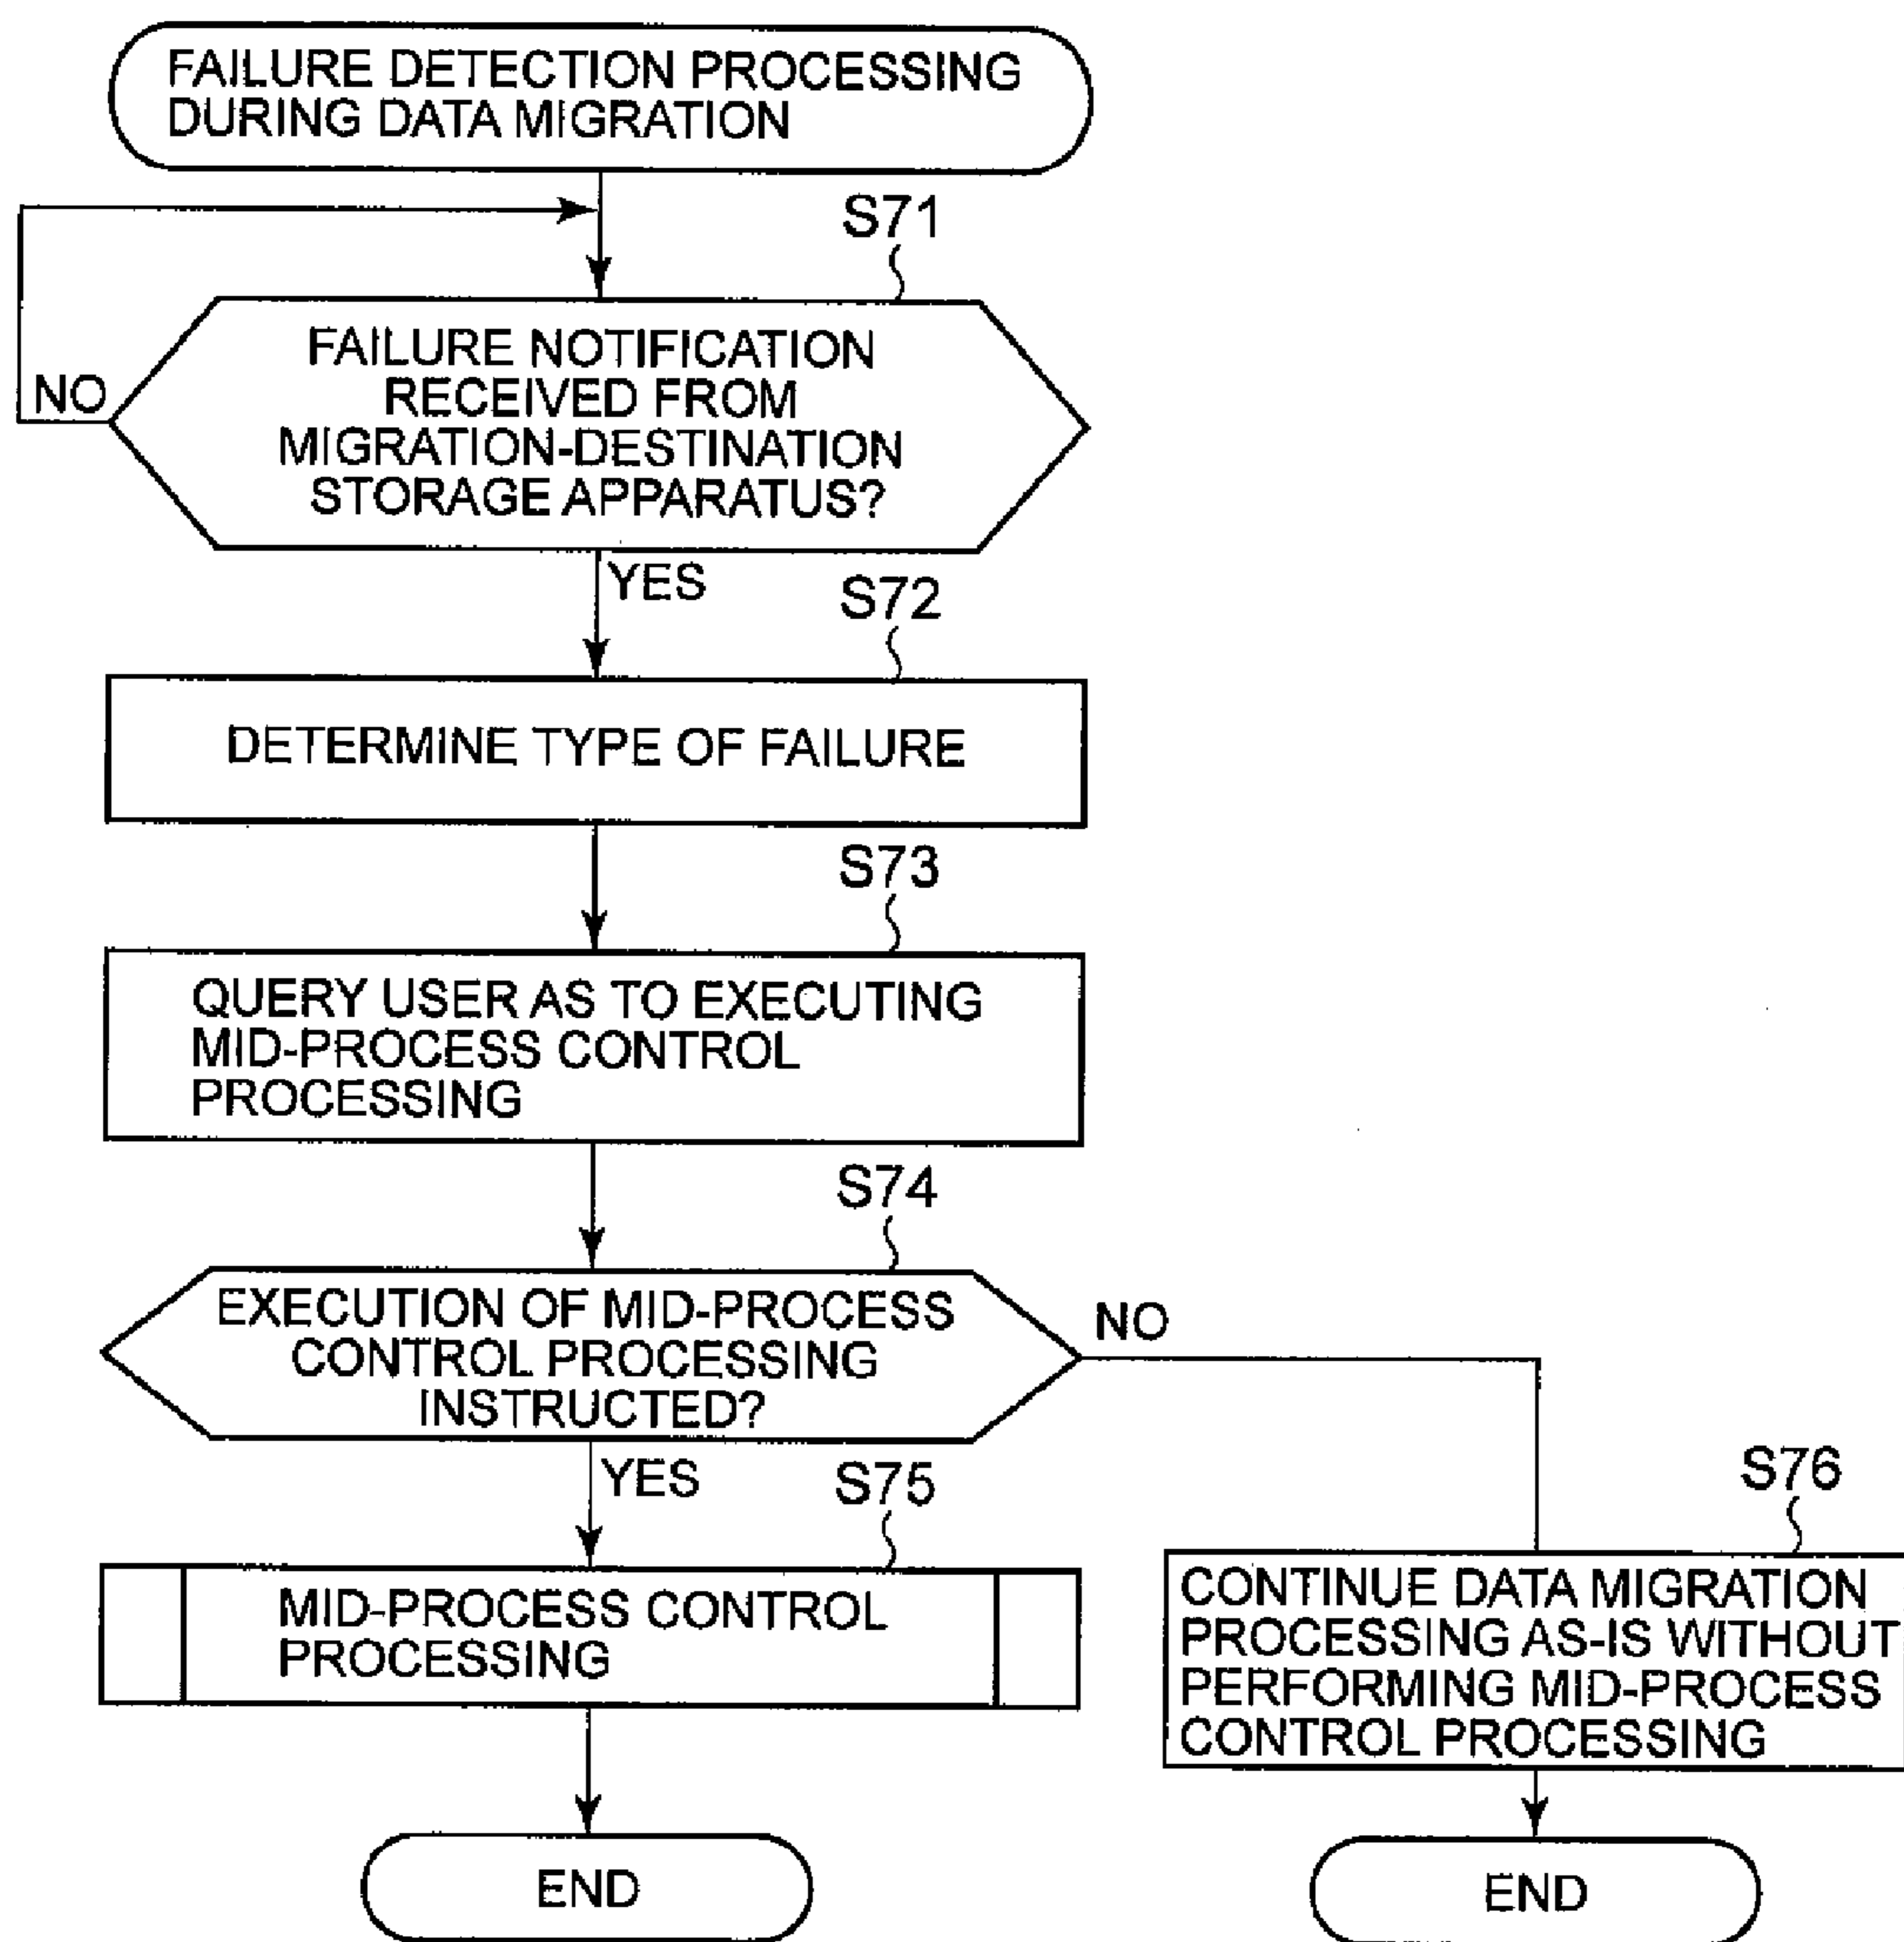 FAILURE DETECTION PROCESSING
DURING DATA MIGRATION
S71
FAILURE NOTIFICATION
RECEIVED FROM
MIGRATION-DESTINATION
STORAGE APPARATUS?
NO
YES
S72
DETERMINE TYPE OF FAILURE
S73
QUERY USER AS TO EXECUTING
MID-PROCESS CONTROL
PROCESSING
S74
EXECUTION OF MID-PROCESS
CONTROL PROCESSING
INSTRUCTED?
NO
YES
S75
MID-PROCESS CONTROL
PROCESSING
END
S76
CONTINUE DATA MIGRATION
PROCESSING AS-IS WITHOUT
PERFORMING MID-PROCESS
CONTROL PROCESSING
END